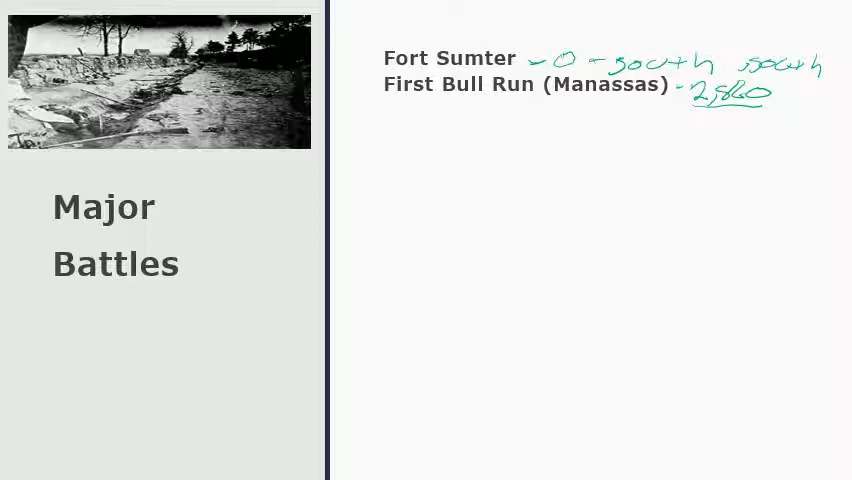 Major
Battles
Fort Sumter - 0 - South South
First Bull Run (Manassas) - 2,860